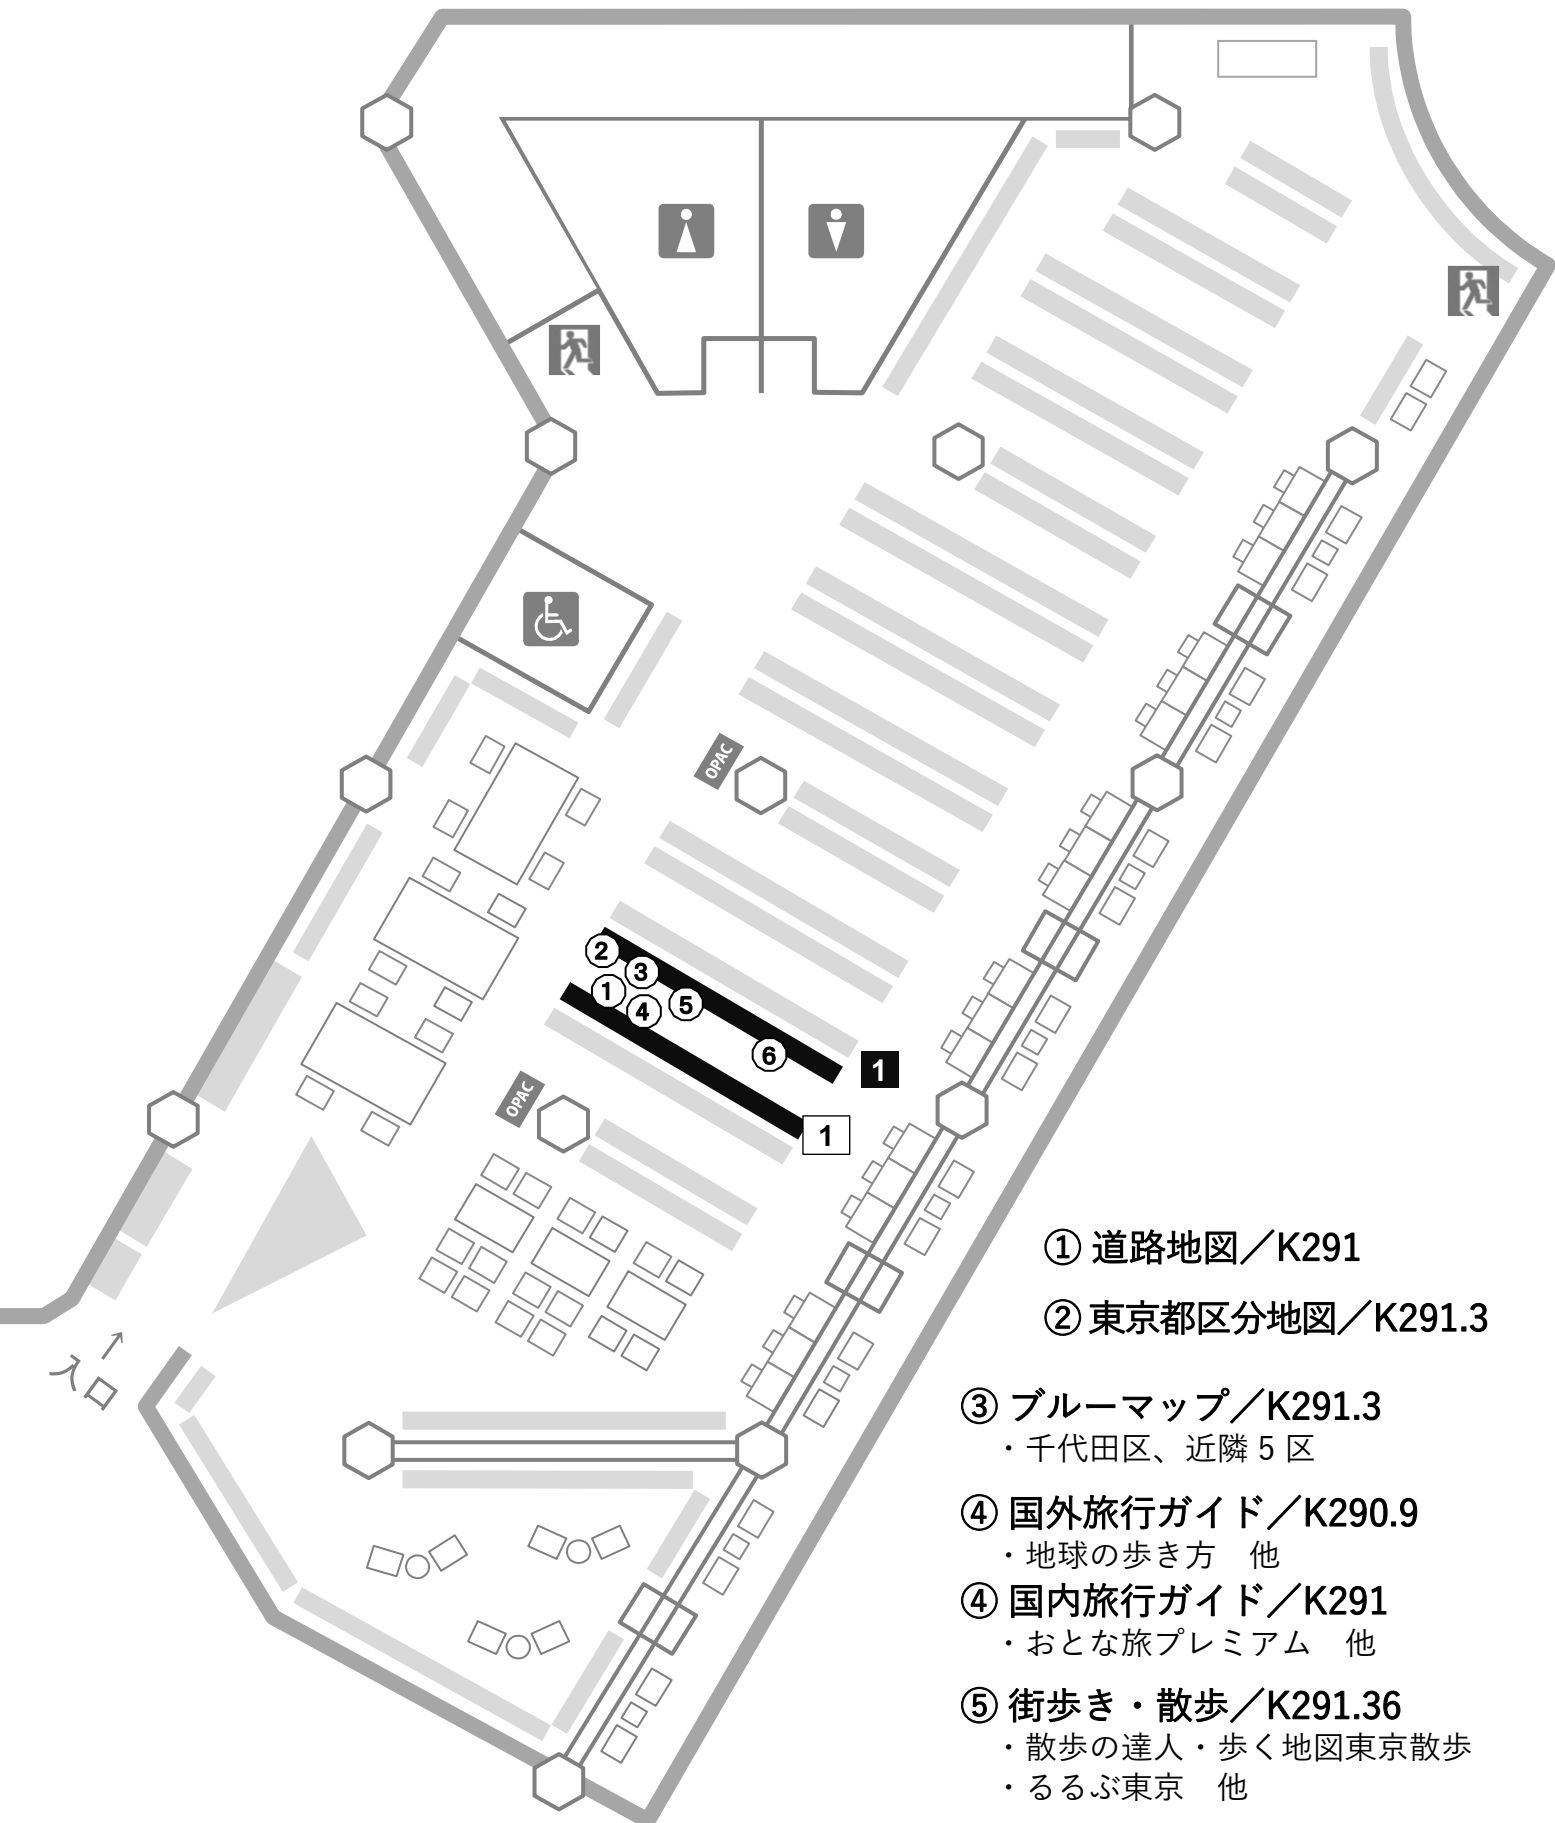 OPAC
②
③
①
⑤
④
⑥
1
OPAC
1
① 道路地図／K291
② 東京都区分地図／K291.3
↑
入口
③ ブルーマップ／K291.3
・千代田区、近隣 5 区
④ 国外旅行ガイド／K290.9
・地球の歩き方　他
④ 国内旅行ガイド／K291
・おとな旅プレミアム　他
⑤ 街歩き・散歩／K291.36
・散歩の達人・歩く地図東京散歩
・るるぶ東京　他